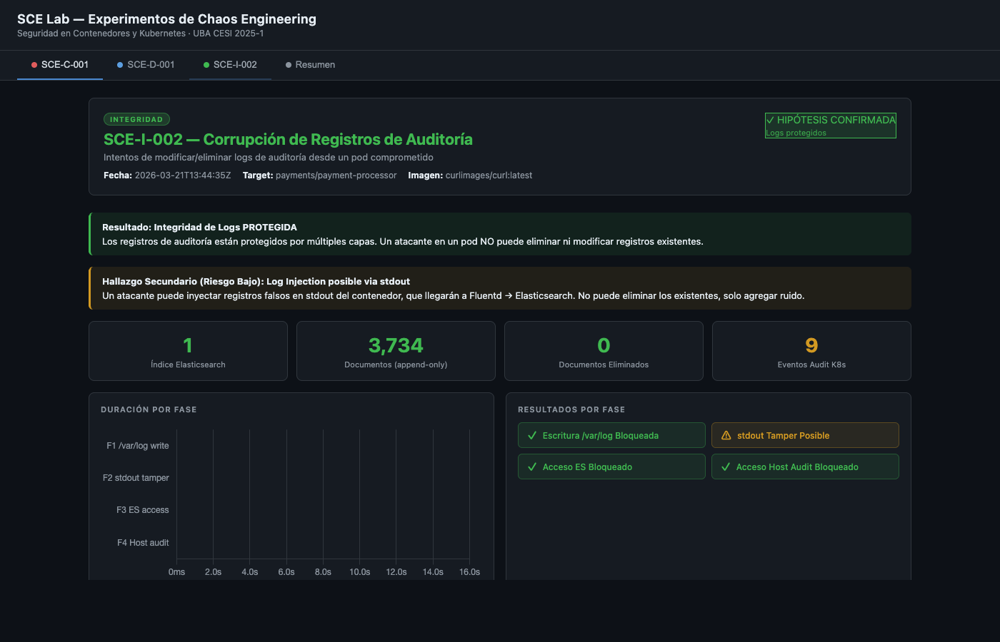 SCE Lab — Experimentos de Chaos Engineering
Seguridad en Contenedores y Kubernetes · UBA CESI 2025-1
SCE-C-001 SCE-D-001 SCE-I-002 Resumen
INTEGRIDAD
SCE-I-002 — Corrupción de Registros de Auditoría
Intentos de modificar/eliminar logs de auditoría desde un pod comprometido
Fecha: 2026-03-21T13:44:35Z Target: payments/payment-processor Imagen: curlimages/curl:latest
✓ HIPÓTESIS CONFIRMADA
Logs protegidos
Resultado: Integridad de Logs PROTEGIDA
Los registros de auditoría están protegidos por múltiples capas. Un atacante en un pod NO puede eliminar ni modificar registros existentes.
Hallazgo Secundario (Riesgo Bajo): Log Injection posible via stdout
Un atacante puede inyectar registros falsos en stdout del contenedor, que llegarán a Fluentd → Elasticsearch. No puede eliminar los existentes, solo agregar ruido.
1
Índice Elasticsearch
3,734
Documentos (append-only)
0
Documentos Eliminados
9
Eventos Audit K8s
DURACIÓN POR FASE
F1 /var/log write
F2 stdout tamper
F3 ES access
F4 Host audit
0ms 2.0s 4.0s 6.0s 8.0s 10.0s 12.0s 14.0s 16.0s
RESULTADOS POR FASE
✓ Escritura /var/log Bloqueada
⚠ stdout Tamper Posible
✓ Acceso ES Bloqueado
✓ Acceso Host Audit Bloqueado